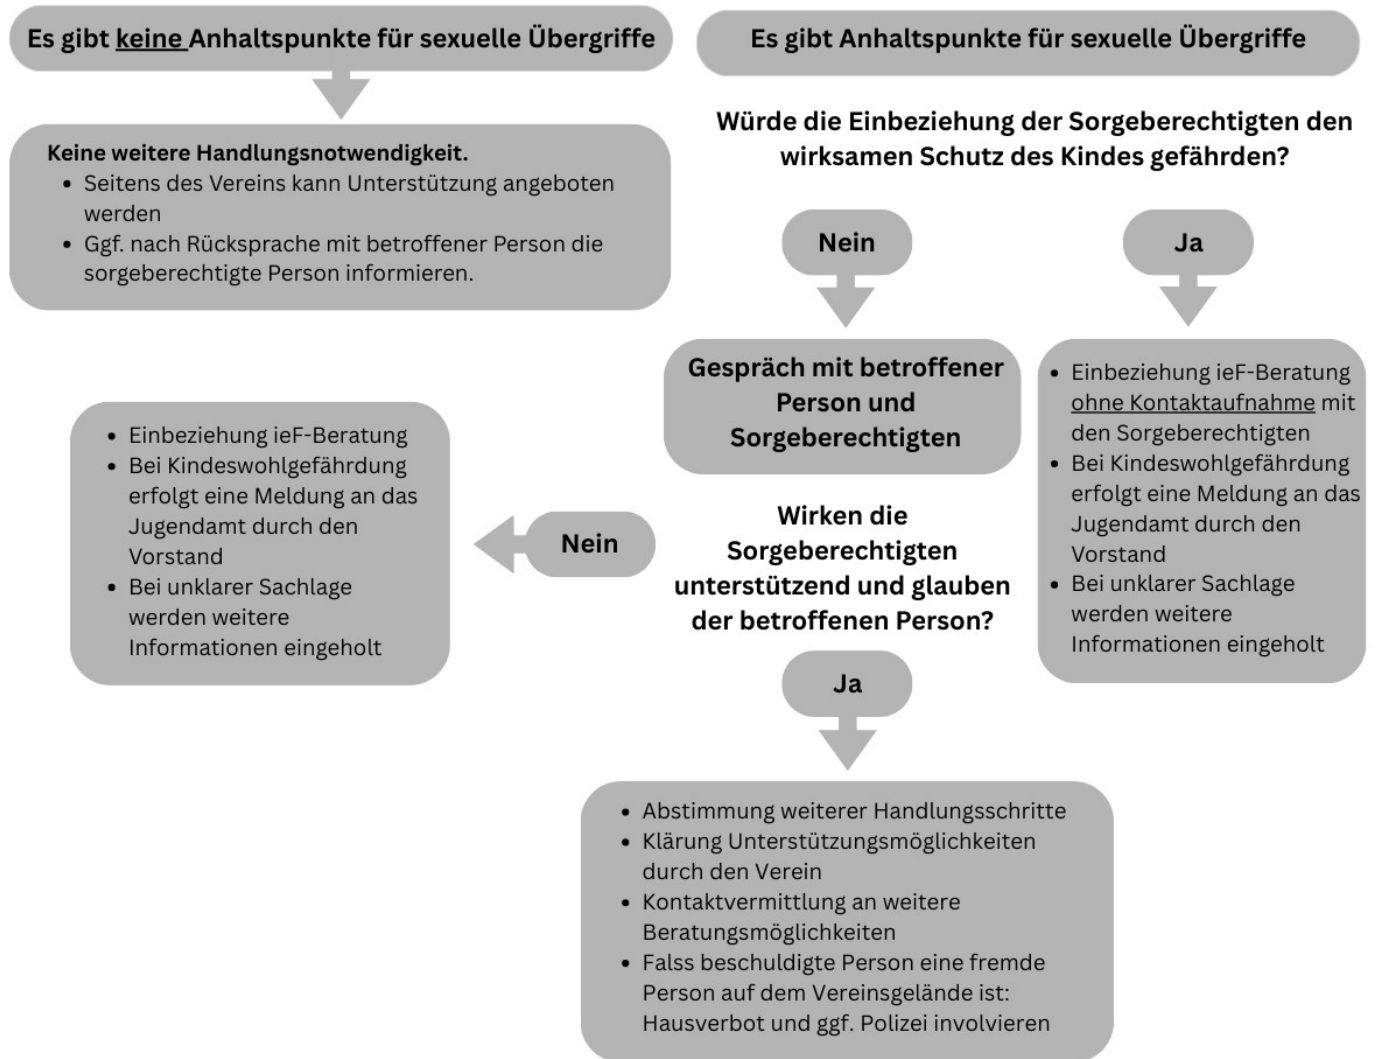 Es gibt keine Anhaltspunkte für sexuelle Übergriffe
Keine weitere Handlungsnotwendigkeit.
• Seitens des Vereins kann Unterstützung angeboten
werden
• Ggf. nach Rücksprache mit betroffener Person die
sorgeberechtigte Person informieren.
Es gibt Anhaltspunkte für sexuelle Übergriffe
Würde die Einbeziehung der Sorgeberechtigten den
wirksamen Schutz des Kindes gefährden?
Nein
Ja
Gespräch mit betroffener
Person und
Sorgeberechtigten
• Einbeziehung ieF-Beratung
ohne Kontaktaufnahme mit
den Sorgeberechtigten
• Bei Kindeswohlgefährdung
erfolgt eine Meldung an das
Jugendamt durch den
Vorstand
• Bei unklarer Sachlage
werden weitere
Informationen eingeholt
Wirken die
Sorgeberechtigten
unterstützend und glauben
der betroffenen Person?
Nein
• Einbeziehung ieF-Beratung
• Bei Kindeswohlgefährdung
erfolgt eine Meldung an das
Jugendamt durch den
Vorstand
• Bei unklarer Sachlage
werden weitere
Informationen eingeholt
Ja
• Abstimmung weiterer Handlungsschritte
• Klärung Unterstützungsmöglichkeiten
durch den Verein
• Kontaktvermittlung an weitere
Beratungsmöglichkeiten
• Falss beschuldigte Person eine fremde
Person auf dem Vereinsgelände ist:
Hausverbot und ggf. Polizei involvieren